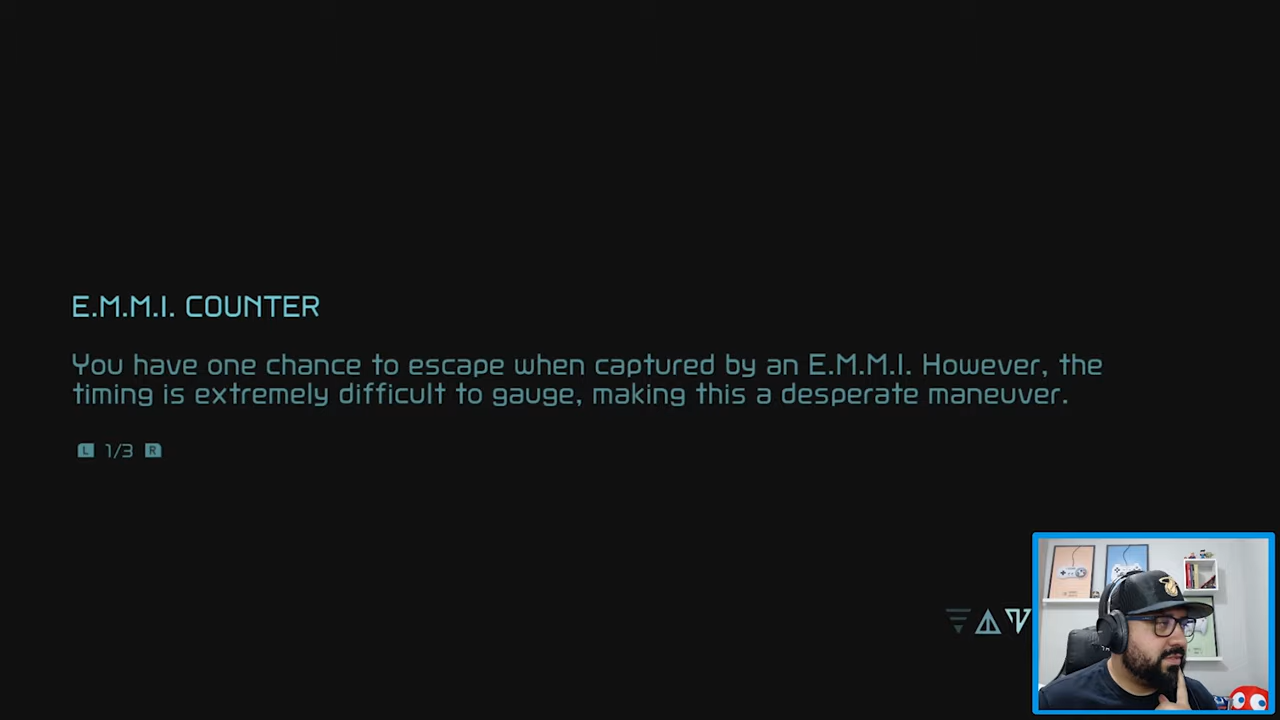 E.M.M.I. COUNTER
You have one chance to escape when captured by an E.M.M.I. However, the
timing is extremely difficult to gauge, making this a desperate maneuver.
L 1/3 R